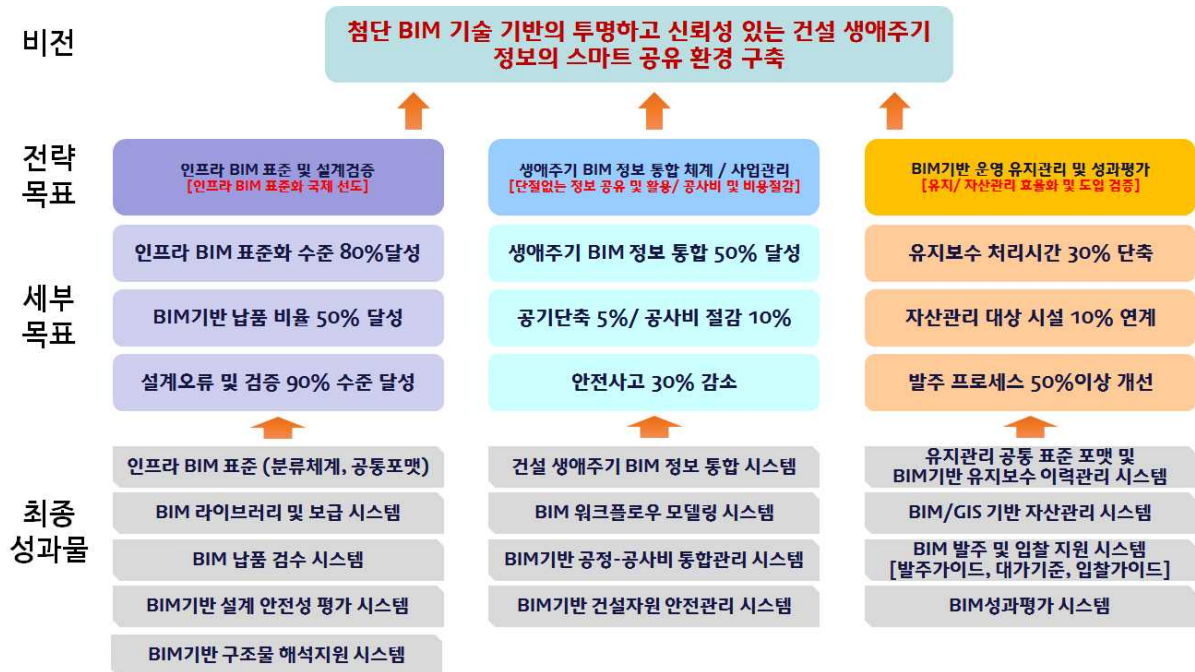 비전
첨단 BIM 기술 기반의 투명하고 신뢰성 있는 건설 생애주기
정보의 스마트 공유 환경 구축
전략
목표
인프라 BIM 표준 및 설계검증
[인프라 BIM 표준화 국제 선도]
생애주기 BIM 정보 통합 체계 / 사업관리
[단절없는 정보 공유 및 활용/ 공사비 및 비용절감]
BIM기반 운영 유지관리 및 성과평가
[유지/ 자산관리 효율화 및 도입 검증]
세부
목표
인프라 BIM 표준화 수준 80%달성
생애주기 BIM 정보 통합 50% 달성
유지보수 처리시간 30% 단축
BIM기반 납품 비율 50% 달성
공기단축 5%/ 공사비 절감 10%
자산관리 대상 시설 10% 연계
설계오류 및 검증 90% 수준 달성
안전사고 30% 감소
발주 프로세스 50%이상 개선
최종
성과물
인프라 BIM 표준 (분류체계, 공통포맷)
건설 생애주기 BIM 정보 통합 시스템
유지관리 공통 표준 포맷 및
BIM기반 유지보수 이력관리 시스템
BIM 라이브러리 및 보급 시스템
BIM 워크플로우 모델링 시스템
BIM/GIS 기반 자산관리 시스템
BIM 납품 검수 시스템
BIM기반 공정-공사비 통합관리 시스템
BIM 발주 및 입찰 지원 시스템
[발주가이드, 대가기준, 입찰가이드]
BIM기반 설계 안전성 평가 시스템
BIM기반 건설자원 안전관리 시스템
BIM성과평가 시스템
BIM기반 구조물 해석지원 시스템